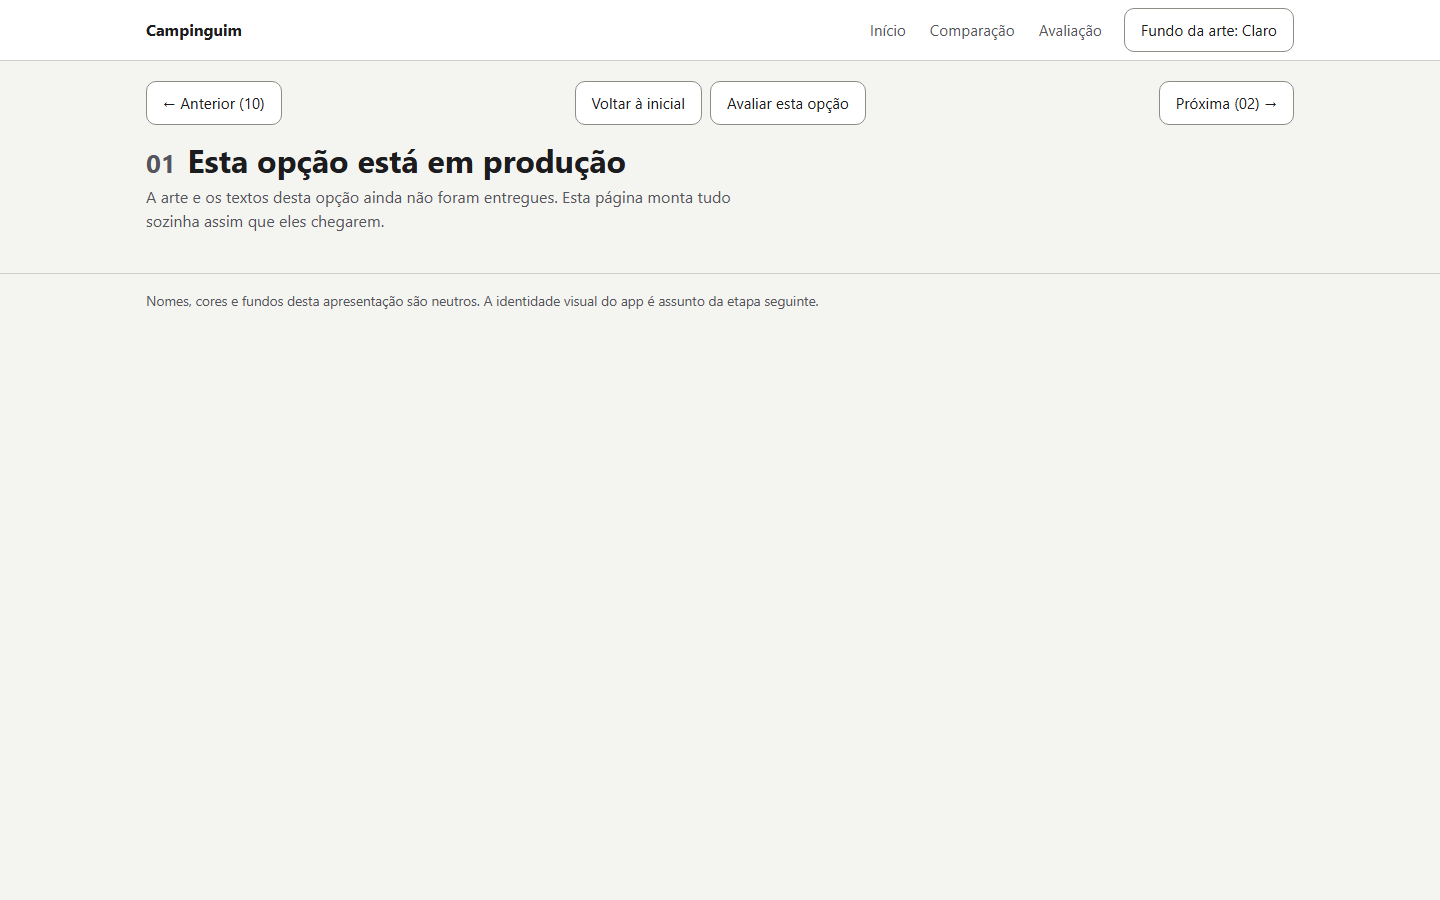 Campinguim
Início
Comparação
Avaliação
Fundo da arte: Claro
← Anterior (10)
Voltar à inicial
Avaliar esta opção
Próxima (02) →
01 Esta opção está em produção
A arte e os textos desta opção ainda não foram entregues. Esta página monta tudo
sozinha assim que eles chegarem.
Nomes, cores e fundos desta apresentação são neutros. A identidade visual do app é assunto da etapa seguinte.